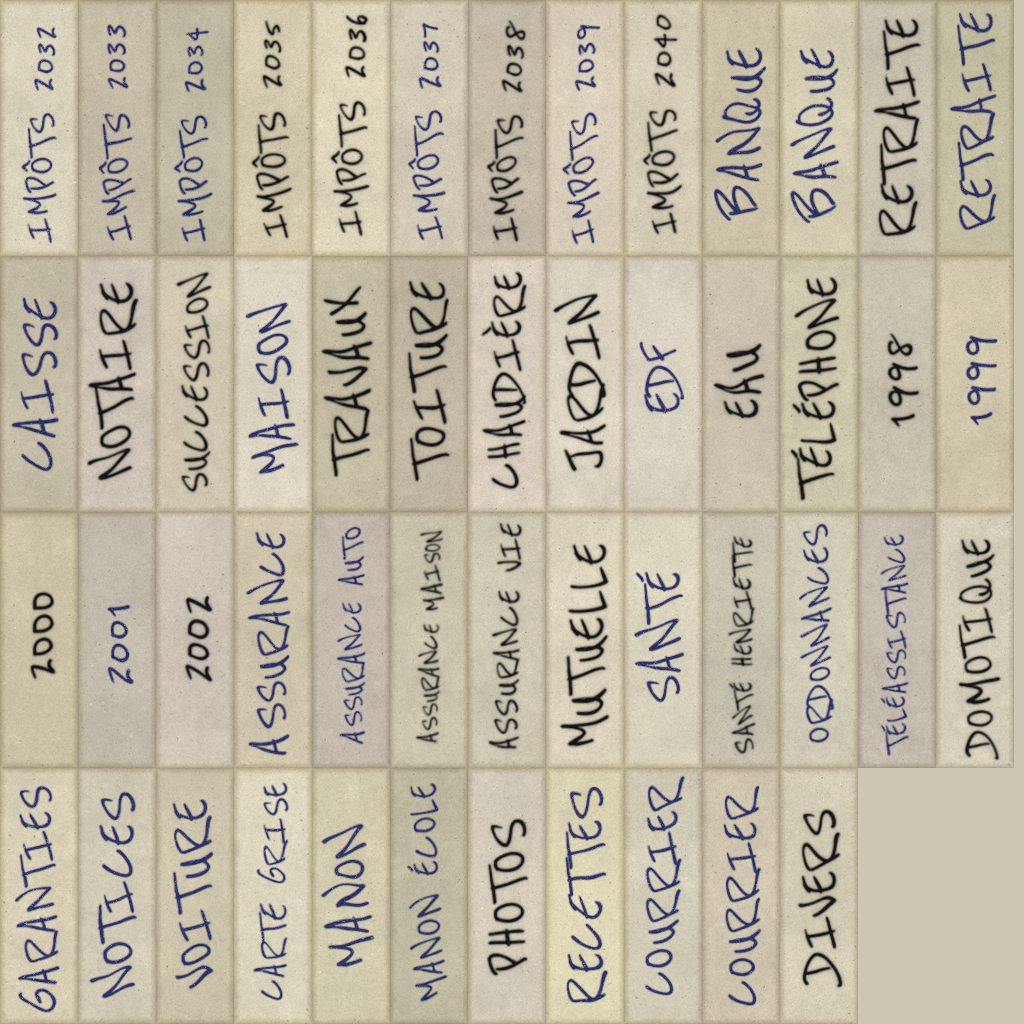 IMPÔTS 2032
IMPÔTS 2033
IMPÔTS 2034
IMPÔTS 2035
IMPÔTS 2036
IMPÔTS 2037
IMPÔTS 2038
IMPÔTS 2039
IMPÔTS 2040
BANQUE
BANQUE
RETRAITE
RETRAITE
CAISSE
NOTAIRE
SUCCESSION
MAISON
TRAVAUX
TOITURE
CHAUDIÈRE
JARDIN
EDF
EAU
TÉLÉPHONE
1998
1999
2000
2001
2002
ASSURANCE
ASSURANCE AUTO
ASSURANCE MAISON
ASSURANCE VIE
MUTUELLE
SANTÉ
SANTÉ HENRIETTE
ORDONNANCES
TÉLÉASSISTANCE
DOMOTIQUE
GARANTIES
NOTICES
VOITURE
CARTE GRISE
MANON
MANON ÉCOLE
PHOTOS
RECETTES
COURRIER
COURRIER
DIVERS